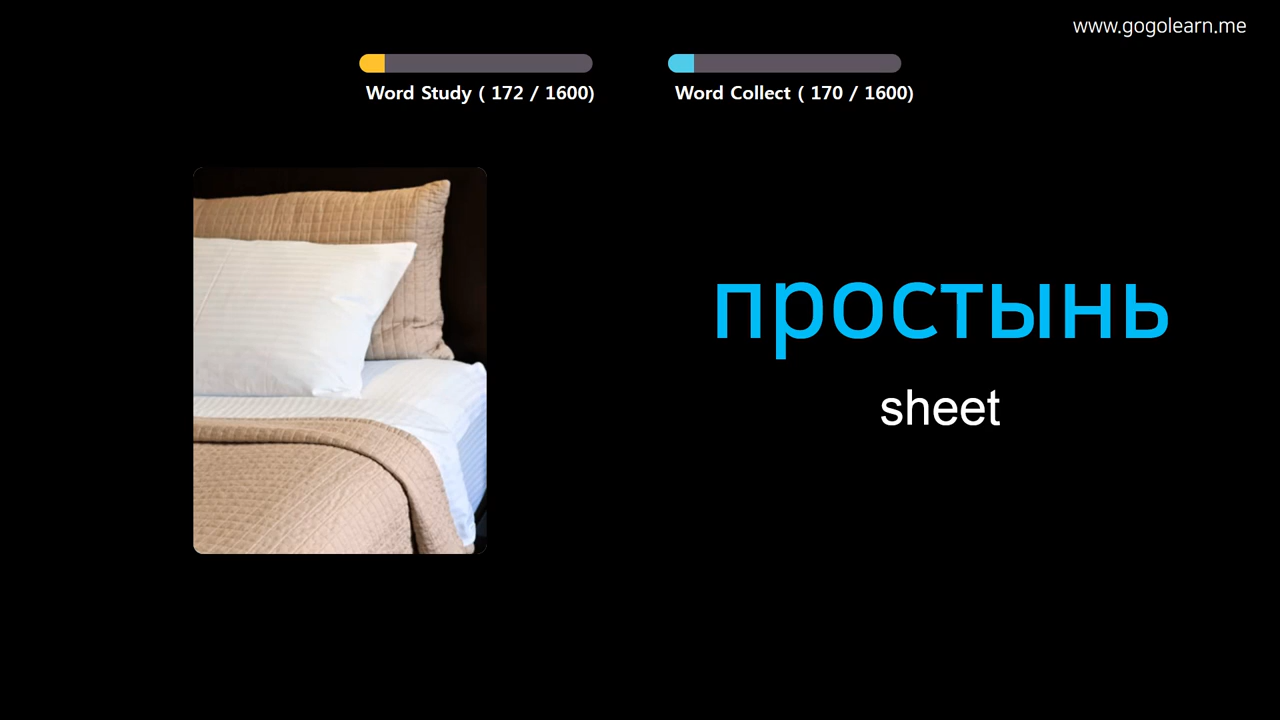 www.gogolearn.me
Word Study ( 172 / 1600)
Word Collect ( 170 / 1600)
простынь
sheet